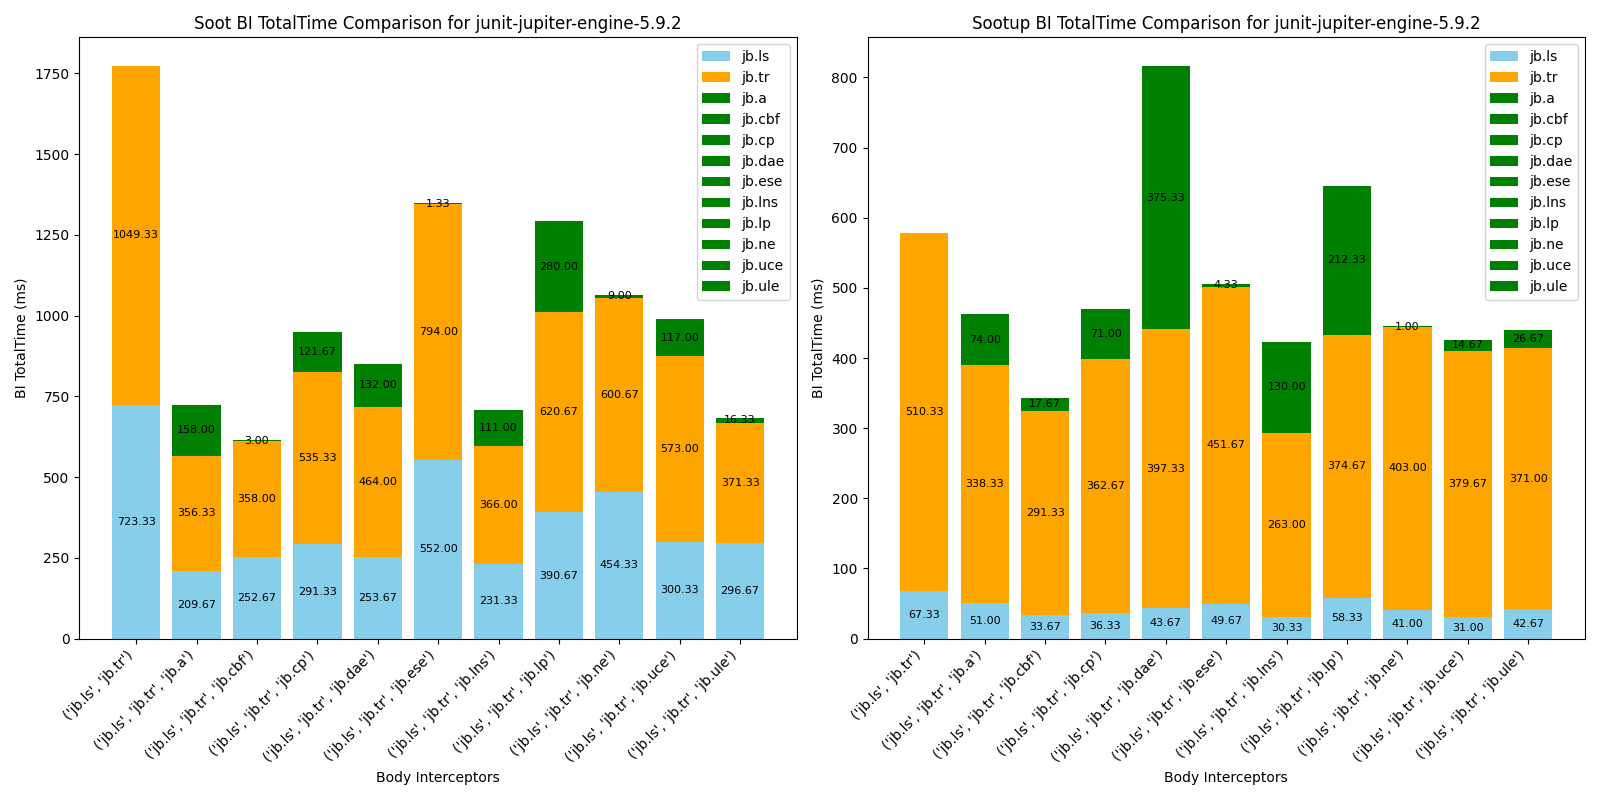 Soot BI TotalTime Comparison for junit-jupiter-engine-5.9.2
BI TotalTime (ms)
1750
1500
1250
1000
750
500
250
0
jb.ls
jb.tr
jb.a
jb.cbf
jb.cp
jb.dae
jb.ese
jb.lns
jb.lp
jb.ne
jb.uce
jb.ule
1049.33
723.33
158.00
356.33
209.67
3.00
358.00
252.67
121.67
535.33
291.33
132.00
464.00
253.67
1.33
794.00
552.00
111.00
366.00
231.33
280.00
620.67
390.67
9.00
600.67
454.33
117.00
573.00
300.33
16.33
371.33
296.67
('jb.ls', 'jb.tr')
('jb.ls', 'jb.tr', 'jb.a')
('jb.ls', 'jb.tr', 'jb.cbf')
('jb.ls', 'jb.tr', 'jb.cp')
('jb.ls', 'jb.tr', 'jb.dae')
('jb.ls', 'jb.tr', 'jb.ese')
('jb.ls', 'jb.tr', 'jb.lns')
('jb.ls', 'jb.tr', 'jb.lp')
('jb.ls', 'jb.tr', 'jb.ne')
('jb.ls', 'jb.tr', 'jb.uce')
('jb.ls', 'jb.tr', 'jb.ule')
Body Interceptors
Sootup BI TotalTime Comparison for junit-jupiter-engine-5.9.2
BI TotalTime (ms)
800
700
600
500
400
300
200
100
0
jb.ls
jb.tr
jb.a
jb.cbf
jb.cp
jb.dae
jb.ese
jb.lns
jb.lp
jb.ne
jb.uce
jb.ule
510.33
67.33
74.00
338.33
51.00
17.67
291.33
33.67
71.00
362.67
36.33
375.33
397.33
43.67
4.33
451.67
49.67
130.00
263.00
30.33
212.33
374.67
58.33
1.00
403.00
41.00
14.67
379.67
31.00
26.67
371.00
42.67
('jb.ls', 'jb.tr')
('jb.ls', 'jb.tr', 'jb.a')
('jb.ls', 'jb.tr', 'jb.cbf')
('jb.ls', 'jb.tr', 'jb.cp')
('jb.ls', 'jb.tr', 'jb.dae')
('jb.ls', 'jb.tr', 'jb.ese')
('jb.ls', 'jb.tr', 'jb.lns')
('jb.ls', 'jb.tr', 'jb.lp')
('jb.ls', 'jb.tr', 'jb.ne')
('jb.ls', 'jb.tr', 'jb.uce')
('jb.ls', 'jb.tr', 'jb.ule')
Body Interceptors